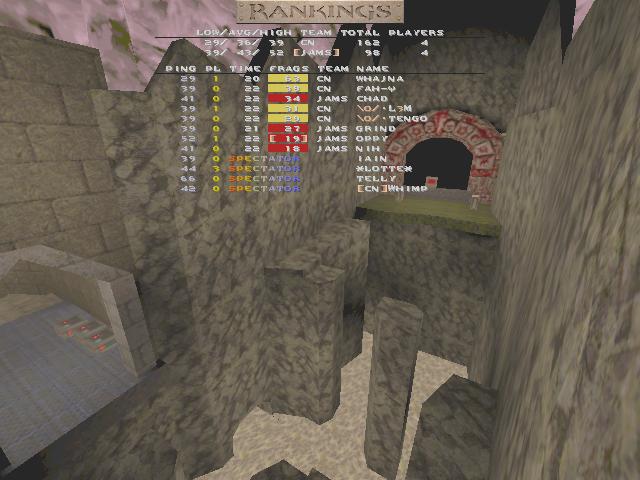 RANKINGS
LOW/AVG/HIGH TEAM TOTAL PLAYERS
29/ 36/ 39 CN 162 4
39/ 43/ 52 [JAMS] 98 4
PING PL TIME FRAGS TEAM NAME
29 1 20 63 CN WHAJNA
39 0 22 39 CN FAH-Y
41 0 22 34 JAMS CHAD
39 1 22 31 CN \O/·L3M
39 0 22 29 CN \O/·TENGO
39 0 21 27 JAMS GRIND
52 1 22 [ 19] JAMS OPPY
41 0 22 18 JAMS NIH
39 0 SPECTATOR IAIN
44 3 SPECTATOR *LOTTE*
66 0 SPECTATOR TELLY
42 0 SPECTATOR [CN]WHIMP